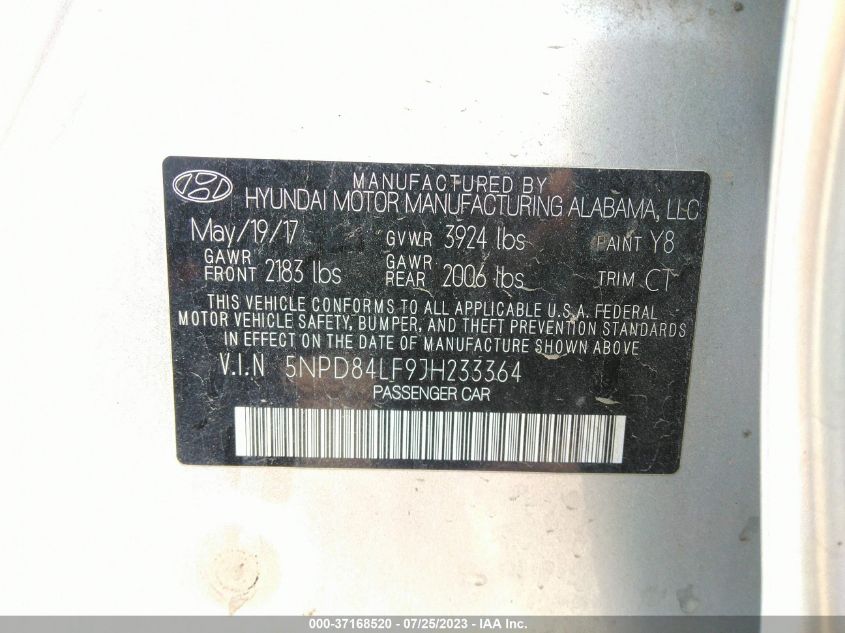 MANUFACTURED BY
HYUNDAI MOTOR MANUFACTURING ALABAMA, LLC
May/19/17 GVWR 3924 lbs PAINT Y8
GAWR FRONT 2183 lbs GAWR REAR 2006 lbs TRIM CT
THIS VEHICLE CONFORMS TO ALL APPLICABLE U.S.A. FEDERAL
MOTOR VEHICLE SAFETY, BUMPER, AND THEFT PREVENTION STANDARDS
IN EFFECT ON THE DATE OF MANUFACTURE SHOWN ABOVE
V.I.N 5NPD84LF9JH233364
PASSENGER CAR
000-37168520 - 07/25/2023 - IAA Inc.